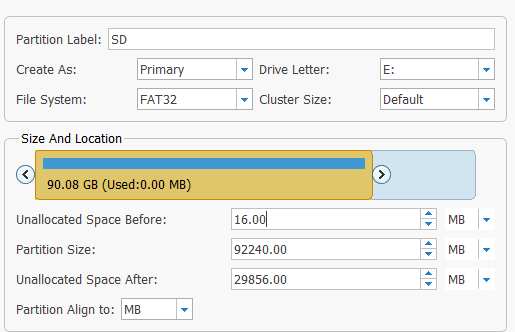 Partition Label: SD
Create As: Primary Drive Letter: E:
File System: FAT32 Cluster Size: Default
Size And Location
90.08 GB (Used:0.00 MB)
Unallocated Space Before: 16.00 MB
Partition Size: 92240.00 MB
Unallocated Space After: 29856.00 MB
Partition Align to: MB